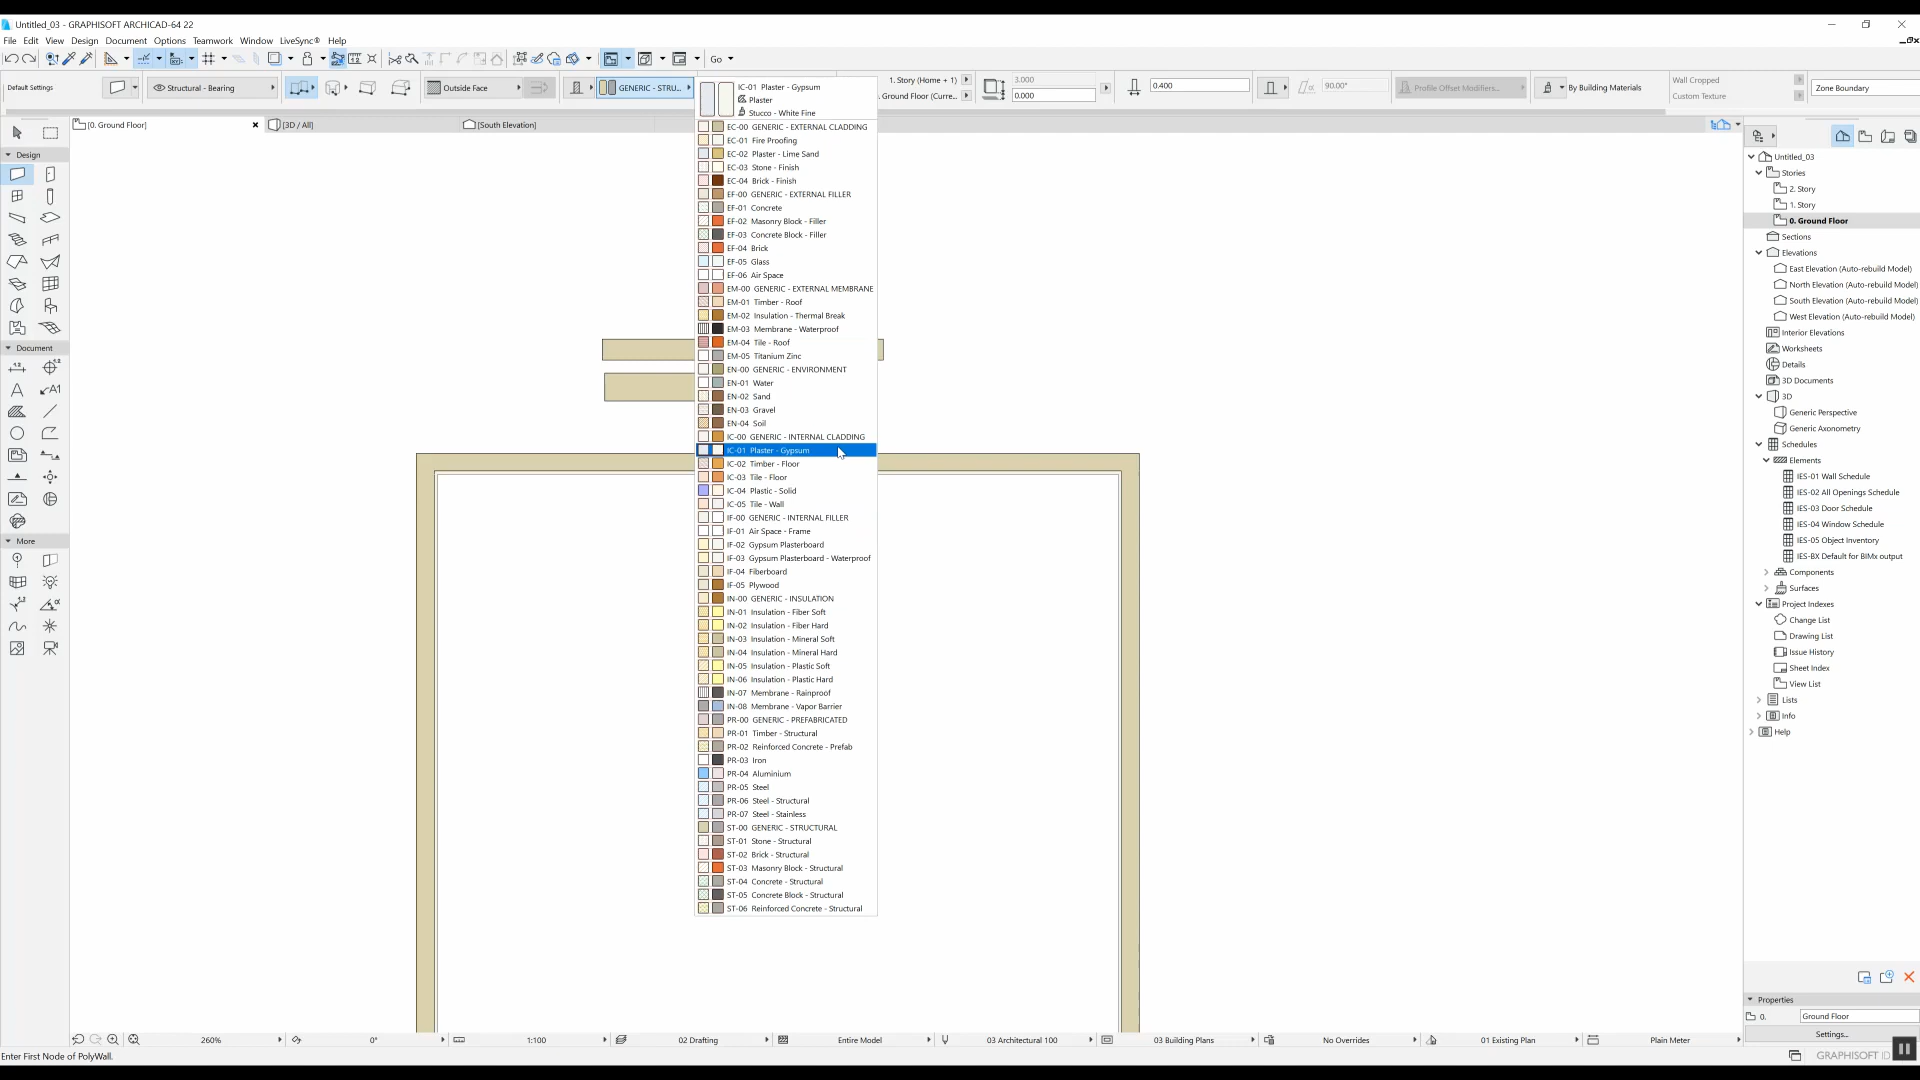 Untitled_03 - GRAPHISOFT ARCHICAD-64 22
File Edit View Design Document Options Teamwork Window LiveSync® Help
Go
Default Settings
Structural - Bearing
Outside Face
GENERIC - STRU...
1. Story (Home + 1)
. Ground Floor (Curre...
3.000
0.000
0.400
90.00°
Profile Offset Modifiers...
By Building Materials
Wall Cropped
Custom Texture
Zone Boundary
[0. Ground Floor]
[3D / All]
[South Elevation]
Design
Document
More
IC-01 Plaster - Gypsum
Plaster
Stucco - White Fine
EC-00 GENERIC - EXTERNAL CLADDING
EC-01 Fire Proofing
EC-02 Plaster - Lime Sand
EC-03 Stone - Finish
EC-04 Brick - Finish
EF-00 GENERIC - EXTERNAL FILLER
EF-01 Concrete
EF-02 Masonry Block - Filler
EF-03 Concrete Block - Filler
EF-04 Brick
EF-05 Glass
EF-06 Air Space
EM-00 GENERIC - EXTERNAL MEMBRANE
EM-01 Timber - Roof
EM-02 Insulation - Thermal Break
EM-03 Membrane - Waterproof
EM-04 Tile - Roof
EM-05 Titanium Zinc
EN-00 GENERIC - ENVIRONMENT
EN-01 Water
EN-02 Sand
EN-03 Gravel
EN-04 Soil
IC-00 GENERIC - INTERNAL CLADDING
IC-01 Plaster - Gypsum
IC-02 Timber - Floor
IC-03 Tile - Floor
IC-04 Plastic - Solid
IC-05 Tile - Wall
IF-00 GENERIC - INTERNAL FILLER
IF-01 Air Space - Frame
IF-02 Gypsum Plasterboard
IF-03 Gypsum Plasterboard - Waterproof
IF-04 Fiberboard
IF-05 Plywood
IN-00 GENERIC - INSULATION
IN-01 Insulation - Fiber Soft
IN-02 Insulation - Fiber Hard
IN-03 Insulation - Mineral Soft
IN-04 Insulation - Mineral Hard
IN-05 Insulation - Plastic Soft
IN-06 Insulation - Plastic Hard
IN-07 Membrane - Rainproof
IN-08 Membrane - Vapor Barrier
PR-00 GENERIC - PREFABRICATED
PR-01 Timber - Structural
PR-02 Reinforced Concrete - Prefab
PR-03 Iron
PR-04 Aluminium
PR-05 Steel
PR-06 Steel - Structural
PR-07 Steel - Stainless
ST-00 GENERIC - STRUCTURAL
ST-01 Stone - Structural
ST-02 Brick - Structural
ST-03 Masonry Block - Structural
ST-04 Concrete - Structural
ST-05 Concrete Block - Structural
ST-06 Reinforced Concrete - Structural
Untitled_03
Stories
2. Story
1. Story
0. Ground Floor
Sections
Elevations
East Elevation (Auto-rebuild Model)
North Elevation (Auto-rebuild Model)
South Elevation (Auto-rebuild Model)
West Elevation (Auto-rebuild Model)
Interior Elevations
Worksheets
Details
3D Documents
3D
Generic Perspective
Generic Axonometry
Schedules
Elements
IES-01 Wall Schedule
IES-02 All Openings Schedule
IES-03 Door Schedule
IES-04 Window Schedule
IES-05 Object Inventory
IES-BX Default for BIMx output
Components
Surfaces
Project Indexes
Change List
Drawing List
Issue History
Sheet Index
View List
Lists
Info
Help
Properties
0. Ground Floor
Settings...
260% 0° 1:100 02 Drafting Entire Model 03 Architectural 100 03 Building Plans No Overrides 01 Existing Plan Plain Meter
Enter First Node of PolyWall.
GRAPHISOFT ID